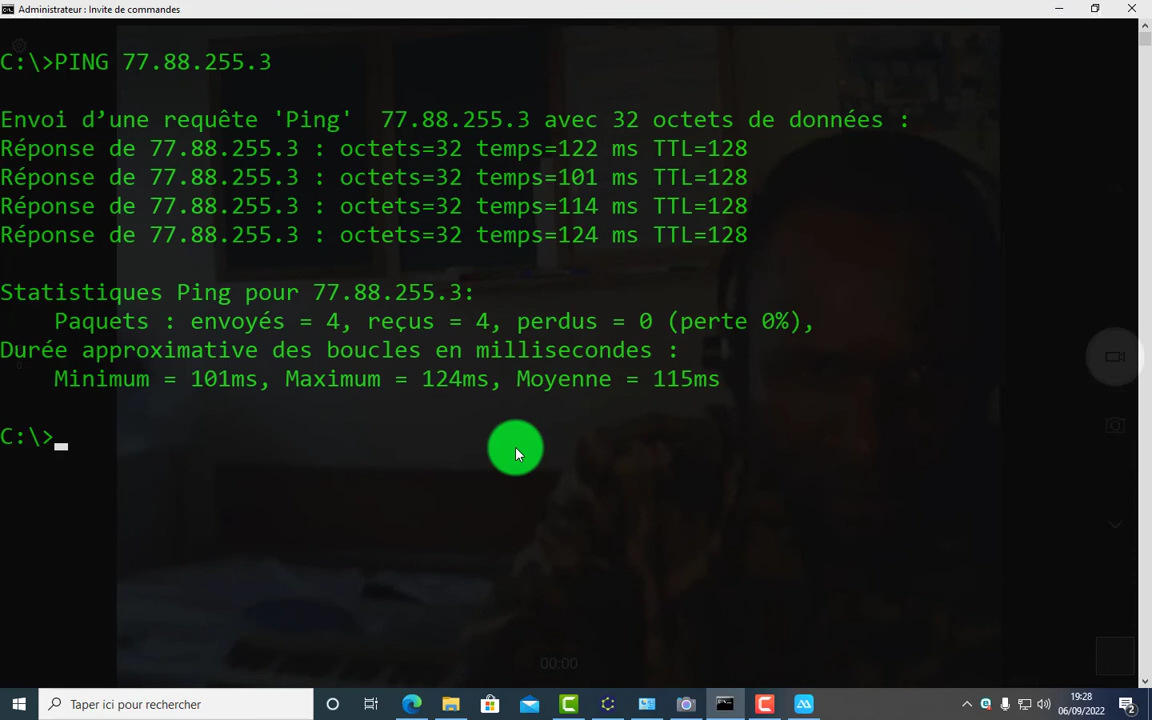 Administrateur : Invite de commandes
C:\>PING 77.88.255.3
Envoi d’une requête 'Ping'  77.88.255.3 avec 32 octets de données :
Réponse de 77.88.255.3 : octets=32 temps=122 ms TTL=128
Réponse de 77.88.255.3 : octets=32 temps=101 ms TTL=128
Réponse de 77.88.255.3 : octets=32 temps=114 ms TTL=128
Réponse de 77.88.255.3 : octets=32 temps=124 ms TTL=128
Statistiques Ping pour 77.88.255.3:
Paquets : envoyés = 4, reçus = 4, perdus = 0 (perte 0%),
Durée approximative des boucles en millisecondes :
Minimum = 101ms, Maximum = 124ms, Moyenne = 115ms
C:\>
00:00
Taper ici pour rechercher
19:28
06/09/2022
2